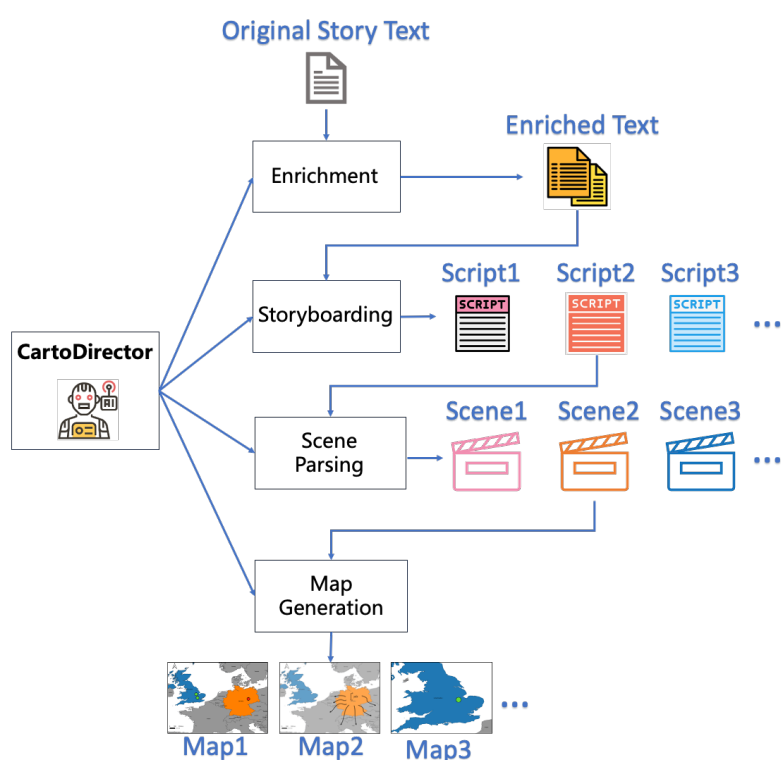 Original Story Text
Enriched Text
Enrichment
Script1
Script2
Script3
SCRIPT
SCRIPT
SCRIPT
Storyboarding
...
CartoDirector
AI
Scene1
Scene2
Scene3
Scene
Parsing
...
Map
Generation
...
Map1
Map2
Map3